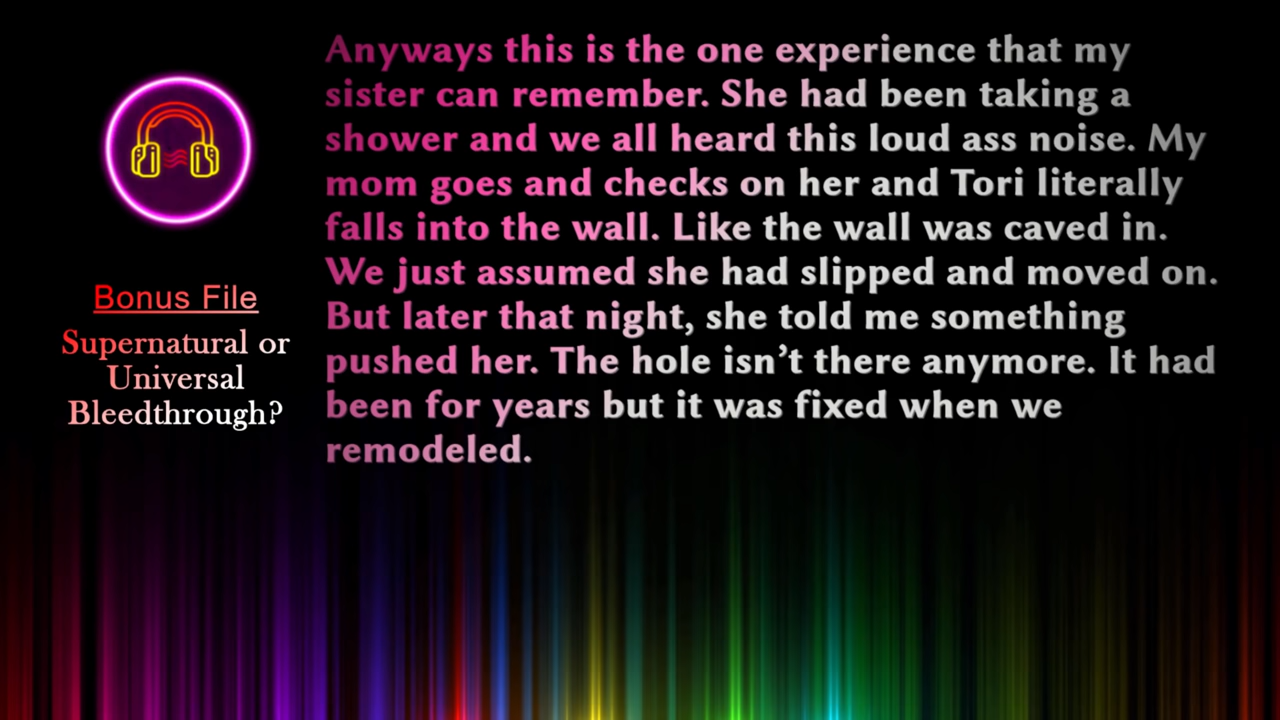 Bonus File
Supernatural or
Universal
Bleedthrough?
Anyways this is the one experience that my
sister can remember. She had been taking a
shower and we all heard this loud ass noise. My
mom goes and checks on her and Tori literally
falls into the wall. Like the wall was caved in.
We just assumed she had slipped and moved on.
But later that night, she told me something
pushed her. The hole isn’t there anymore. It had
been for years but it was fixed when we
remodeled.